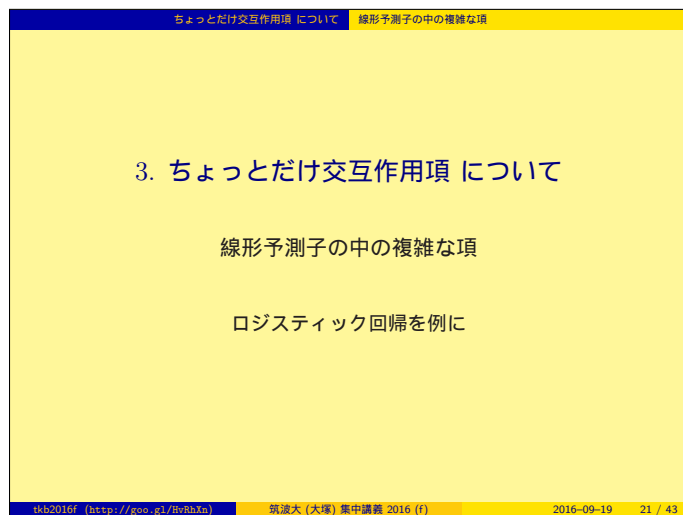 ちょっとだけ交互作用項 について 線形予測子の中の複雑な項
3. ちょっとだけ交互作用項 について
線形予測子の中の複雑な項
ロジスティック回帰を例に
tkb2016f (http://goo.gl/HvRhXn) 筑波大 (大塚) 集中講義 2016 (f) 2016–09–19 21 / 43